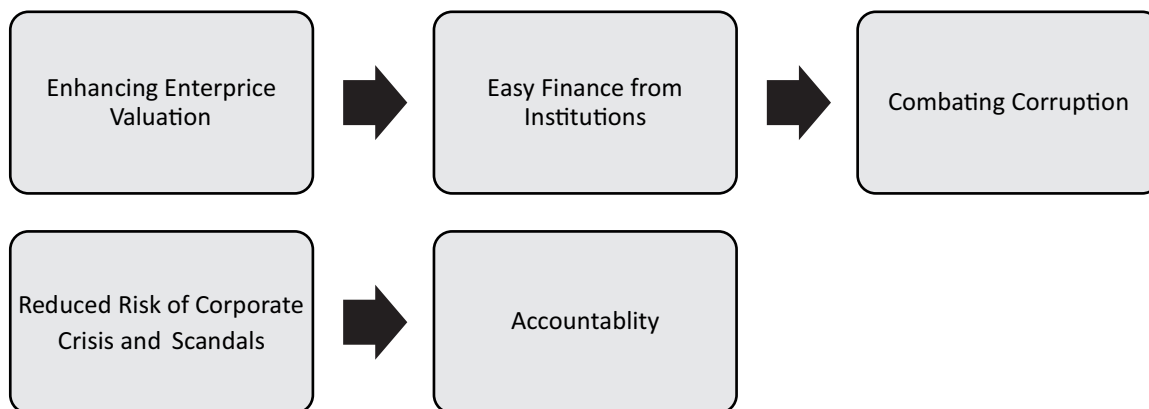 Enhancing Enterprice
Valuation
Easy Finance from
Institutions
Combating Corruption
Reduced Risk of Corporate
Crisis and Scandals
Accountablity